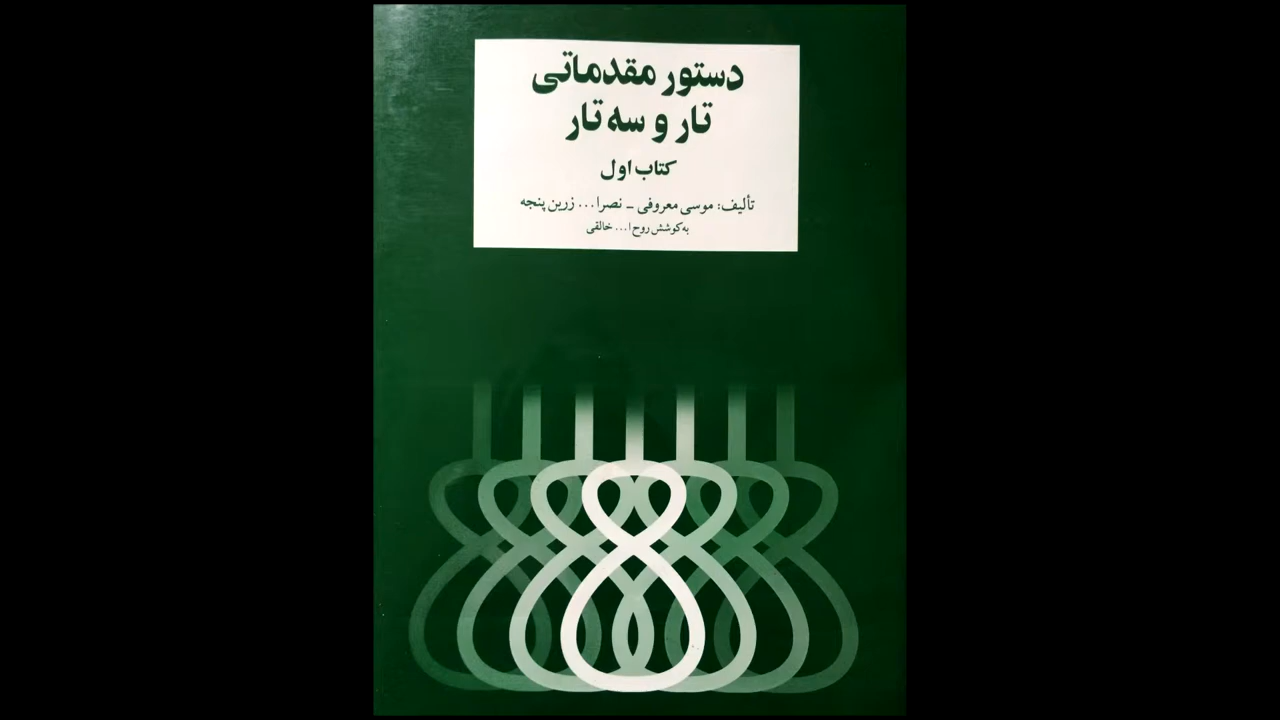 دستور مقدماتی
تار و سه تار
کتاب اول
تألیف: موسی معروفی ـ نصرا... زرین پنجه
به کوشش روح ا... خالقی